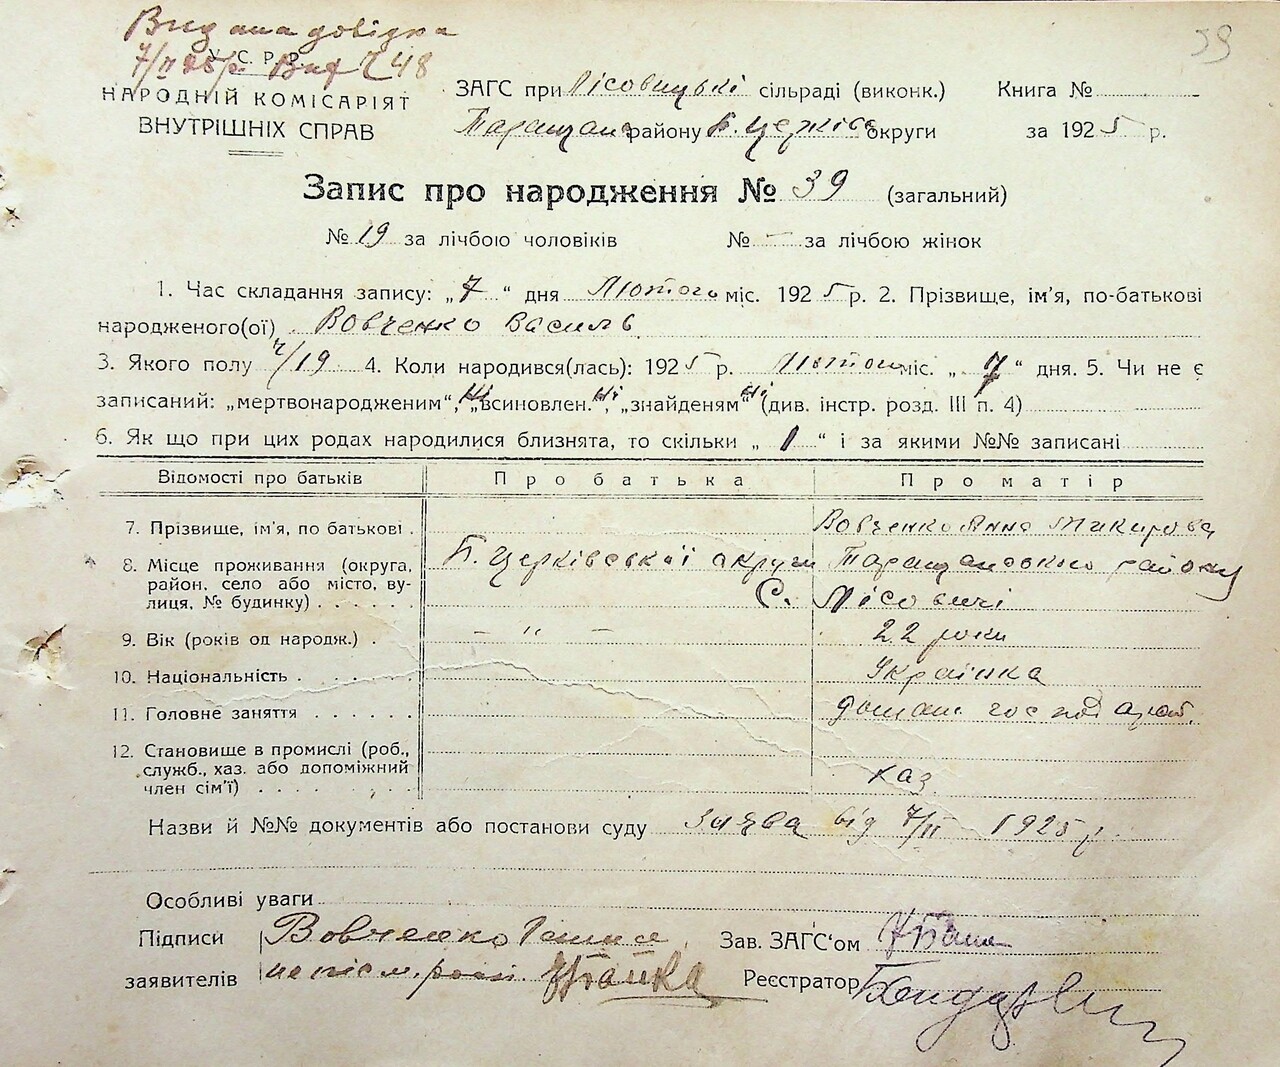 Видана довідка
7/II 25 р. Вих Ч 48
У. С. Р. Р.
НАРОДНІЙ КОМІСАРІЯТ
ВНУТРІШНІХ СПРАВ
39
ЗАГС при Лісовицькі сільраді (виконк.) Книга №
Таращан району Б. Церків округи за 1925 р.
Запис про народження № 39 (загальний)
№ 19 за лічбою чоловіків № - за лічбою жінок
1. Час складання запису: „7“ дня Лютого міс. 1925 р. 2. Прізвище, ім'я, по-батькові
народженого(ої) Вовченко Василь
3. Якого полу ч/19 4. Коли народився(лась): 1925 р. Лютого міс. „7“ дня. 5. Чи не є
записаний: „мертвонародженим“, ні „всиновлен.“, ні „знайденям“ ні (див. інстр. розд. III п. 4)
6. Як що при цих родах народилися близнята, то скільки „1“ і за якими №№ записані
Відомості про батьків Про батька Про матір
7. Прізвище, ім'я, по батькові Вовченко Анна
8. Місце проживання (округа, Б. Церківської округи Таращанського району
район, село або місто, ву-
лиця, № будинку) С. Лісовичі
9. Вік (років од народж.) - " - 22 роки
10. Національність Українка
11. Головне заняття домаш. господарст.
12. Становище в промислі (роб.,
служб., хаз. або допоміжний
член сім'ї) хаз.
Назви й №№ документів або постанови суду Заява від 7/II 1925 р.
Особливі уваги
Підписи Вовченко Зав. ЗАГС'ом
заявителів неписм. Реєстратор